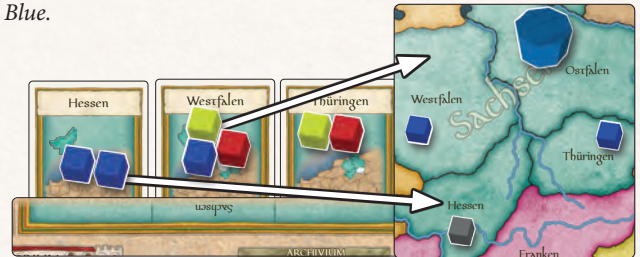 Blue.
Hessen
Westfalen
Thüringen
Sachsen
ARCHIVIUM
Ostfalen
Westfalen
Sachsen
Thüringen
Hessen
Franken